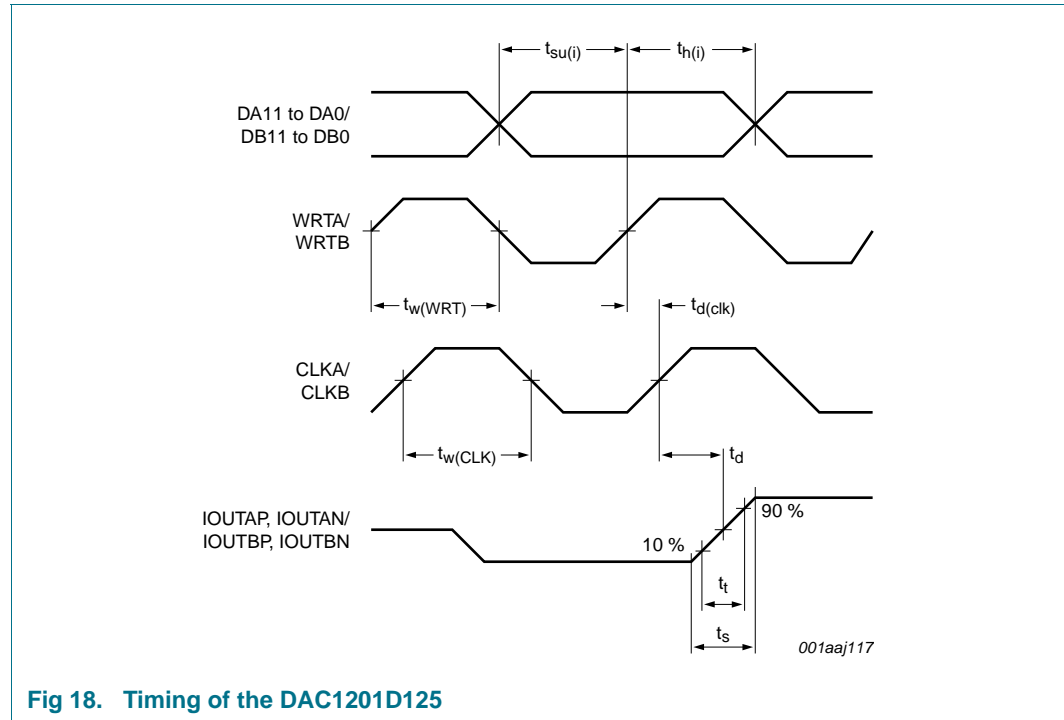 tsu(i)
th(i)
DA11 to DA0/
DB11 to DB0
WRTA/
WRTB
tw(WRT)
td(clk)
CLKA/
CLKB
tw(CLK)
td
IOUTAP, IOUTAN/
IOUTBP, IOUTBN
90 %
10 %
tt
ts
001aaj117
Fig 18. Timing of the DAC1201D125